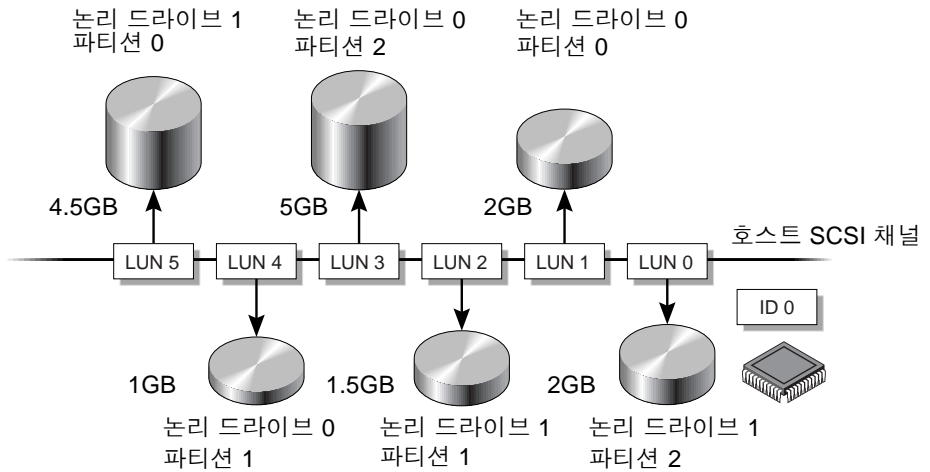 논리 드라이브 1
파티션 0
논리 드라이브 0
파티션 2
논리 드라이브 0
파티션 0
4.5GB
5GB
2GB
호스트 SCSI 채널
LUN 5
LUN 4
LUN 3
LUN 2
LUN 1
LUN 0
ID 0
1GB
1.5GB
2GB
논리 드라이브 0
파티션 1
논리 드라이브 1
파티션 1
논리 드라이브 1
파티션 2